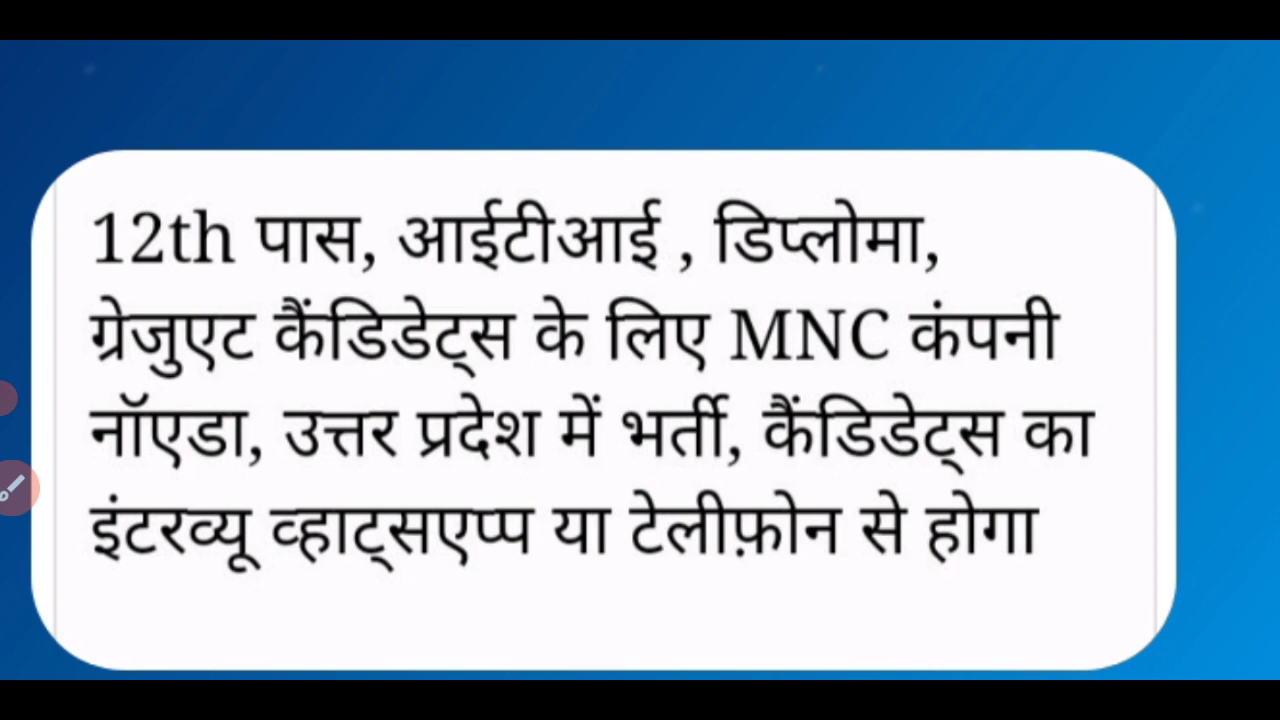 12th पास, आईटीआई , डिप्लोमा,
ग्रेजुएट कैंडिडेट्स के लिए MNC कंपनी
नॉएडा, उत्तर प्रदेश में भर्ती, कैंडिडेट्स का
इंटरव्यू व्हाट्सएप्प या टेलीफ़ोन से होगा